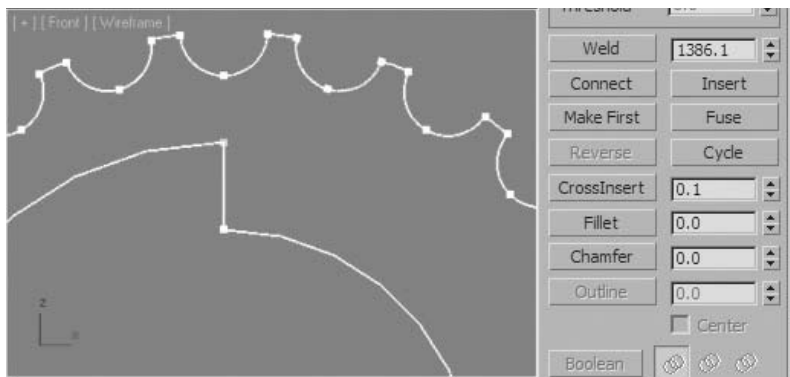 [ + ] [ Front ] [ Wireframe ]
z
x
Threshold
Weld 1386.1
Connect Insert
Make First Fuse
Reverse Cycle
CrossInsert 0.1
Fillet 0.0
Chamfer 0.0
Outline 0.0
Center
Boolean